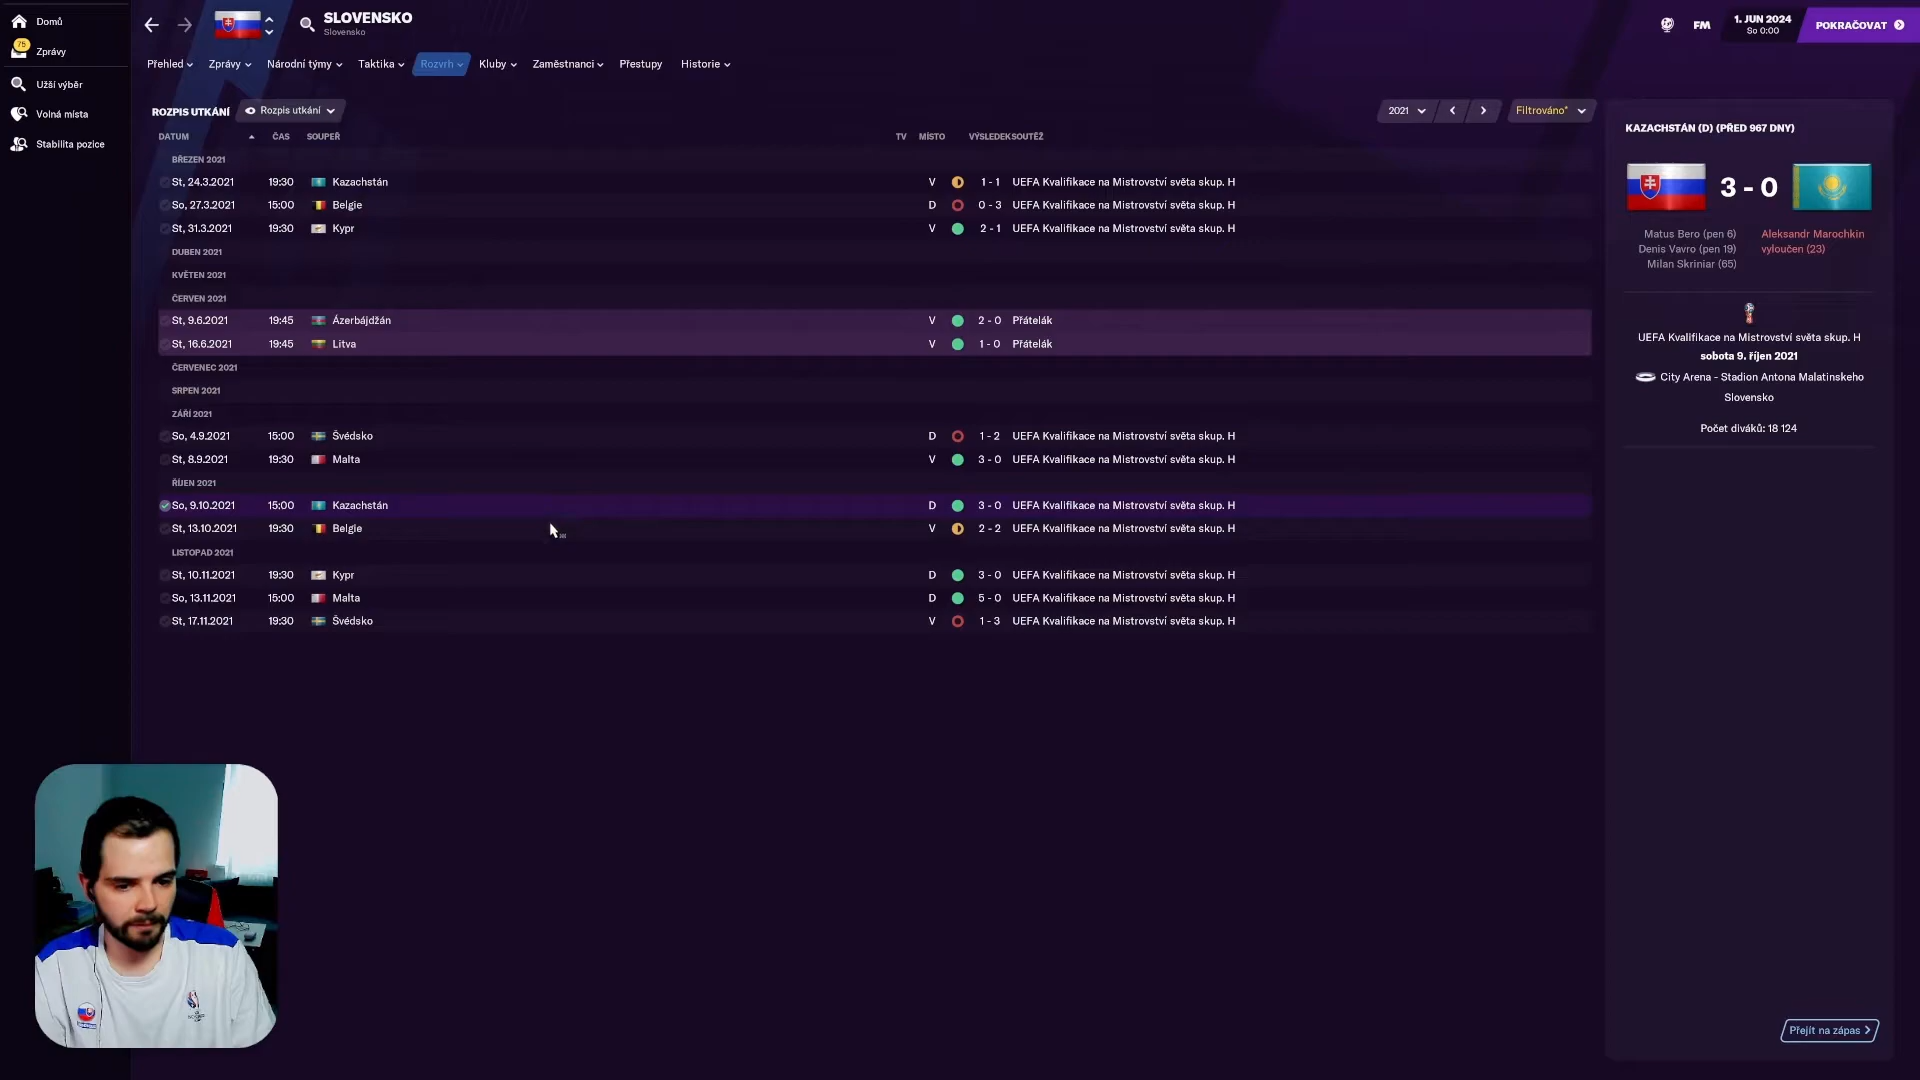 Domů
75
Zprávy
Užší výběr
Volná místa
Stabilita pozice
SLOVENSKO
Slovensko
FM
1. JUN 2024
So 0:00
POKRAČOVAT
Přehled
Zprávy
Národní týmy
Taktika
Rozvrh
Kluby
Zaměstnanci
Přestupy
Historie
ROZPIS UTKÁNÍ
Rozpis utkání
2021
Filtrováno*
DATUM ČAS SOUPEŘ TV MÍSTO VÝSLEDEK SOUTĚŽ
BŘEZEN 2021
St, 24.3.2021 19:30 Kazachstán V 1 - 1 UEFA Kvalifikace na Mistrovství světa skup. H
So, 27.3.2021 15:00 Belgie D 0 - 3 UEFA Kvalifikace na Mistrovství světa skup. H
St, 31.3.2021 19:30 Kypr V 2 - 1 UEFA Kvalifikace na Mistrovství světa skup. H
DUBEN 2021
KVĚTEN 2021
ČERVEN 2021
St, 9.6.2021 19:45 Ázerbájdžán V 2 - 0 Přátelák
St, 16.6.2021 19:45 Litva V 1 - 0 Přátelák
ČERVENEC 2021
SRPEN 2021
ZÁŘÍ 2021
So, 4.9.2021 15:00 Švédsko D 1 - 2 UEFA Kvalifikace na Mistrovství světa skup. H
St, 8.9.2021 19:30 Malta V 3 - 0 UEFA Kvalifikace na Mistrovství světa skup. H
ŘÍJEN 2021
So, 9.10.2021 15:00 Kazachstán D 3 - 0 UEFA Kvalifikace na Mistrovství světa skup. H
St, 13.10.2021 19:30 Belgie V 2 - 2 UEFA Kvalifikace na Mistrovství světa skup. H
LISTOPAD 2021
St, 10.11.2021 19:30 Kypr D 3 - 0 UEFA Kvalifikace na Mistrovství světa skup. H
So, 13.11.2021 15:00 Malta D 5 - 0 UEFA Kvalifikace na Mistrovství světa skup. H
St, 17.11.2021 19:30 Švédsko V 1 - 3 UEFA Kvalifikace na Mistrovství světa skup. H
KAZACHSTÁN (D) (PŘED 967 DNY)
3 - 0
Matus Bero (pen 6)
Denis Vavro (pen 19)
Milan Skriniar (65)
Aleksandr Marochkin
vyloučen (23)
UEFA Kvalifikace na Mistrovství světa skup. H
sobota 9. říjen 2021
City Arena - Stadion Antona Malatinskeho
Slovensko
Počet diváků: 18 124
Přejít na zápas